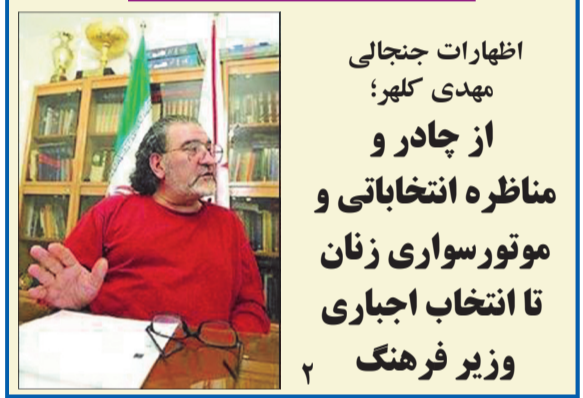 اظهارات جنجالی
مهدی کلهر؛
از چادر و
مناظره انتخاباتی و
موتورسواری زنان
تا انتخاب اجباری
وزیر فرهنگ
۲